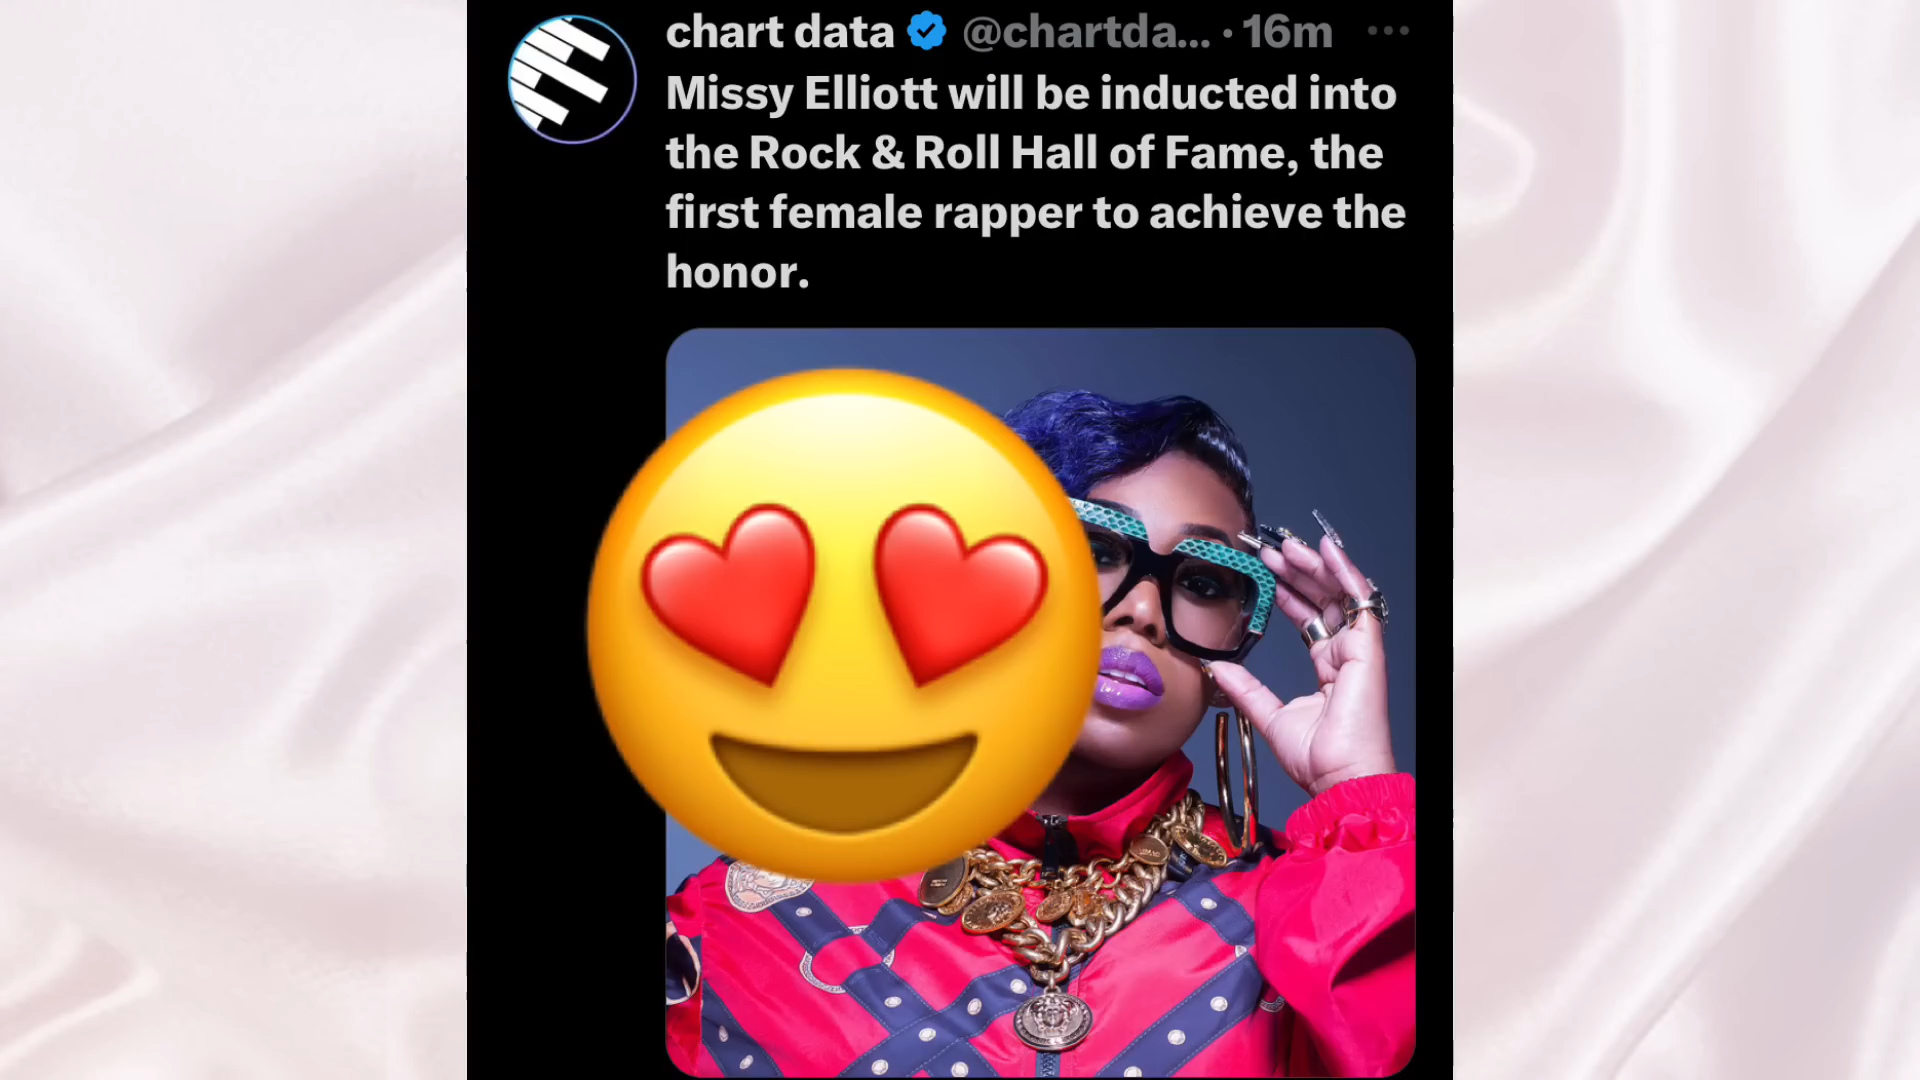 chart data @chartda... · 16m
Missy Elliott will be inducted into
the Rock & Roll Hall of Fame, the
first female rapper to achieve the
honor.